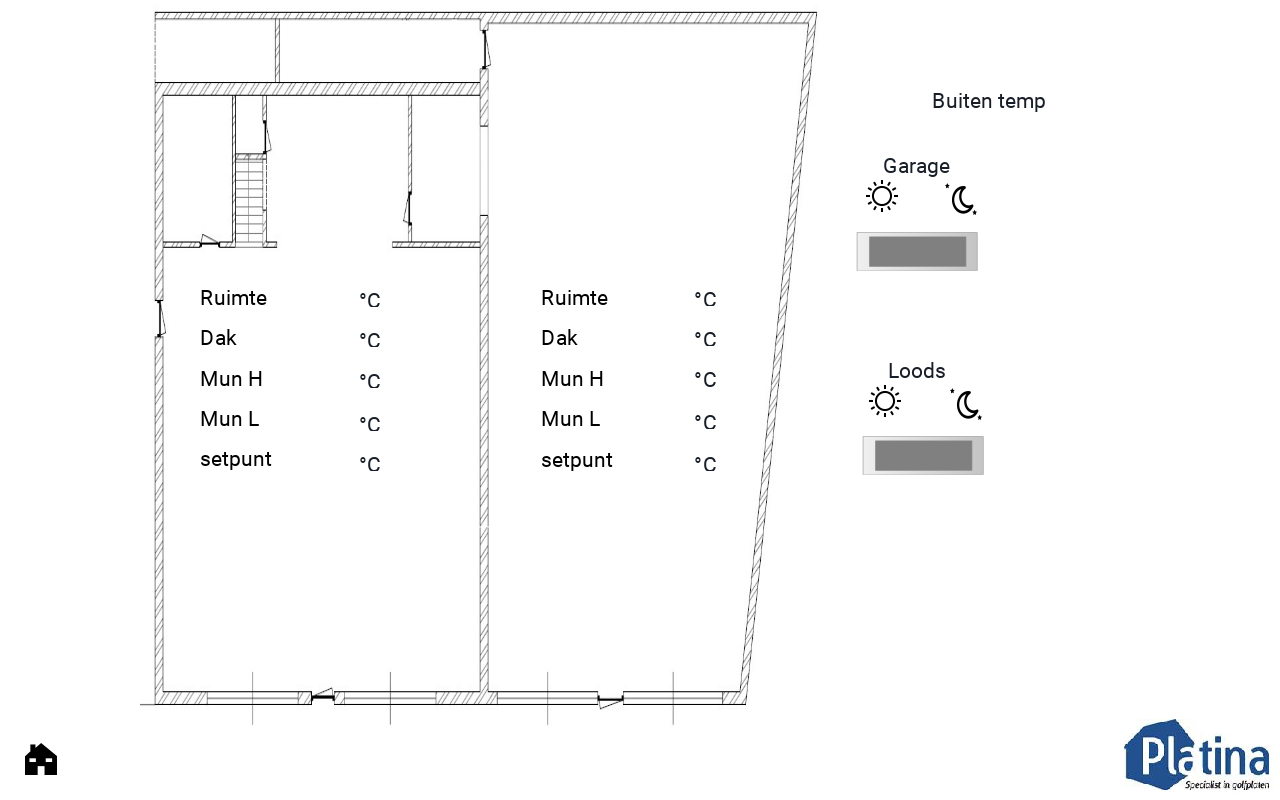 Buiten temp
Garage
Ruimte °C Ruimte °C
Dak °C Dak °C
Loods
Mun H °C Mun H °C
Mun L °C Mun L °C
setpunt °C setpunt °C
Platina
Specialist in golfplaten